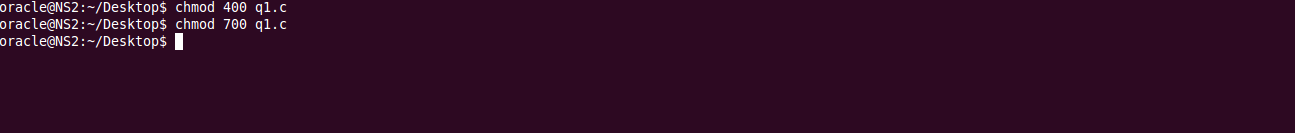 oracle@NS2:~/Desktop$ chmod 400 q1.c
oracle@NS2:~/Desktop$ chmod 700 q1.c
oracle@NS2:~/Desktop$